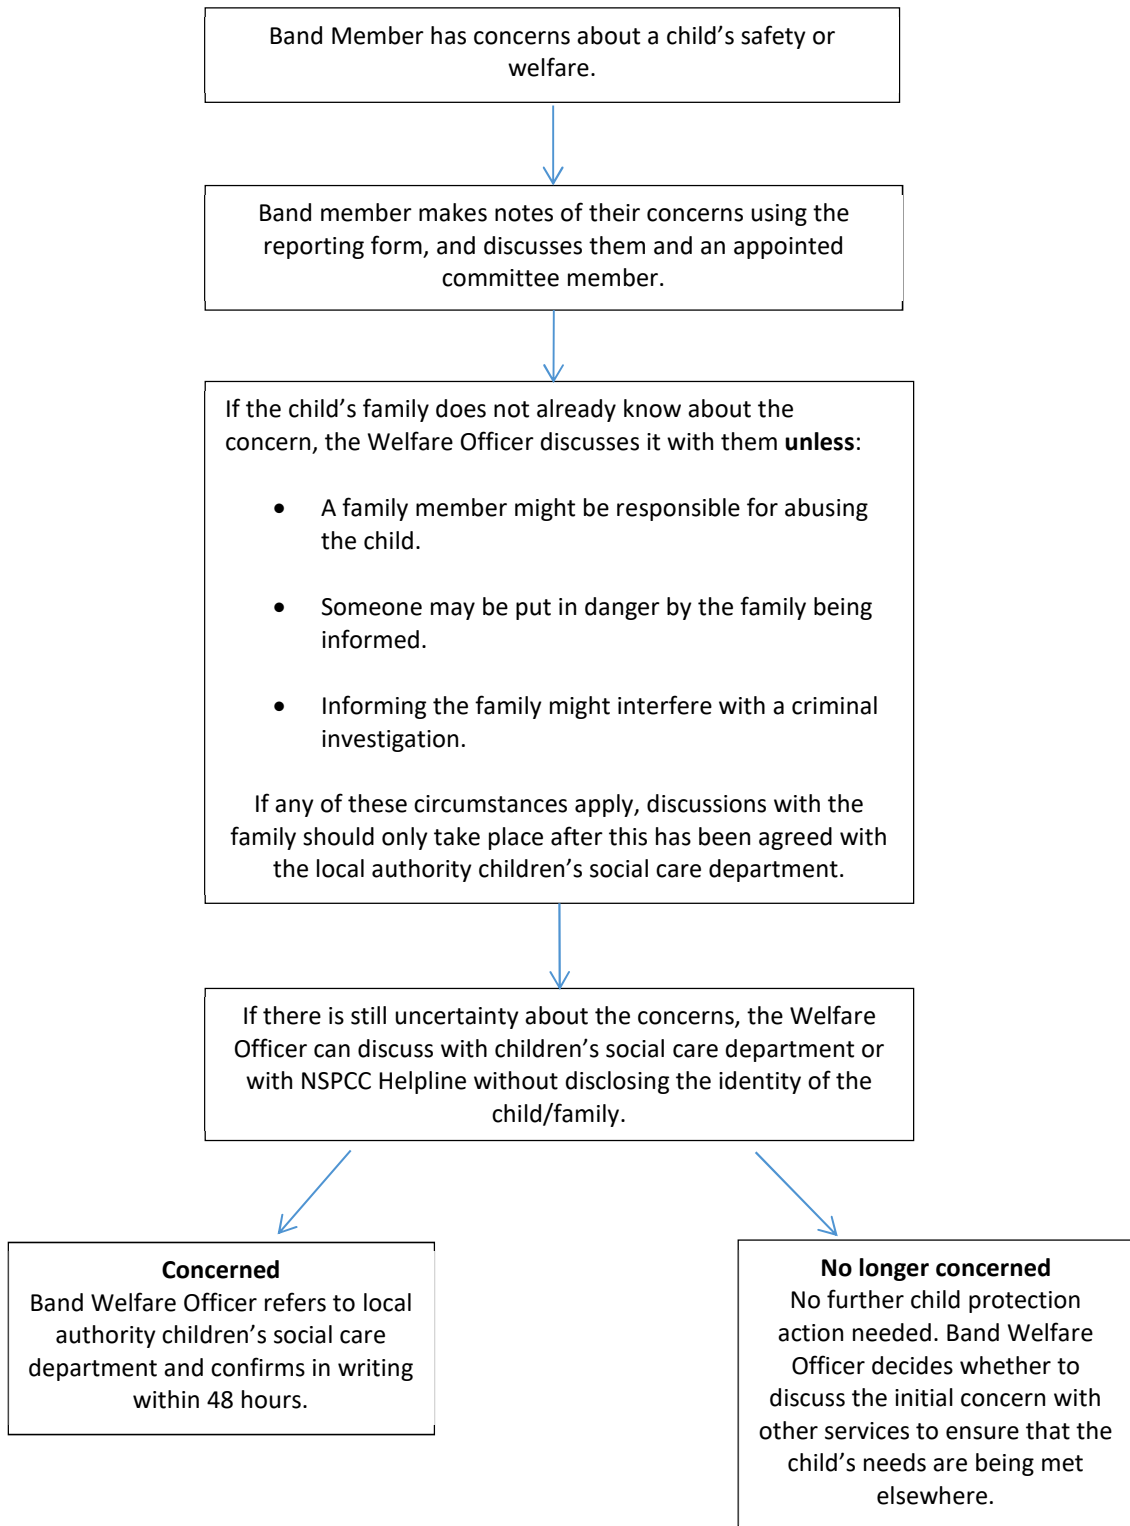 Band Member has concerns about a child’s safety or
welfare.
Band member makes notes of their concerns using the
reporting form, and discusses them and an appointed
committee member.
If the child’s family does not already know about the
concern, the Welfare Officer discusses it with them unless:
• A family member might be responsible for abusing
the child.
• Someone may be put in danger by the family being
informed.
• Informing the family might interfere with a criminal
investigation.
If any of these circumstances apply, discussions with the
family should only take place after this has been agreed with
the local authority children’s social care department.
If there is still uncertainty about the concerns, the Welfare
Officer can discuss with children’s social care department or
with NSPCC Helpline without disclosing the identity of the
child/family.
Concerned
Band Welfare Officer refers to local
authority children’s social care
department and confirms in writing
within 48 hours.
No longer concerned
No further child protection
action needed. Band Welfare
Officer decides whether to
discuss the initial concern with
other services to ensure that the
child’s needs are being met
elsewhere.